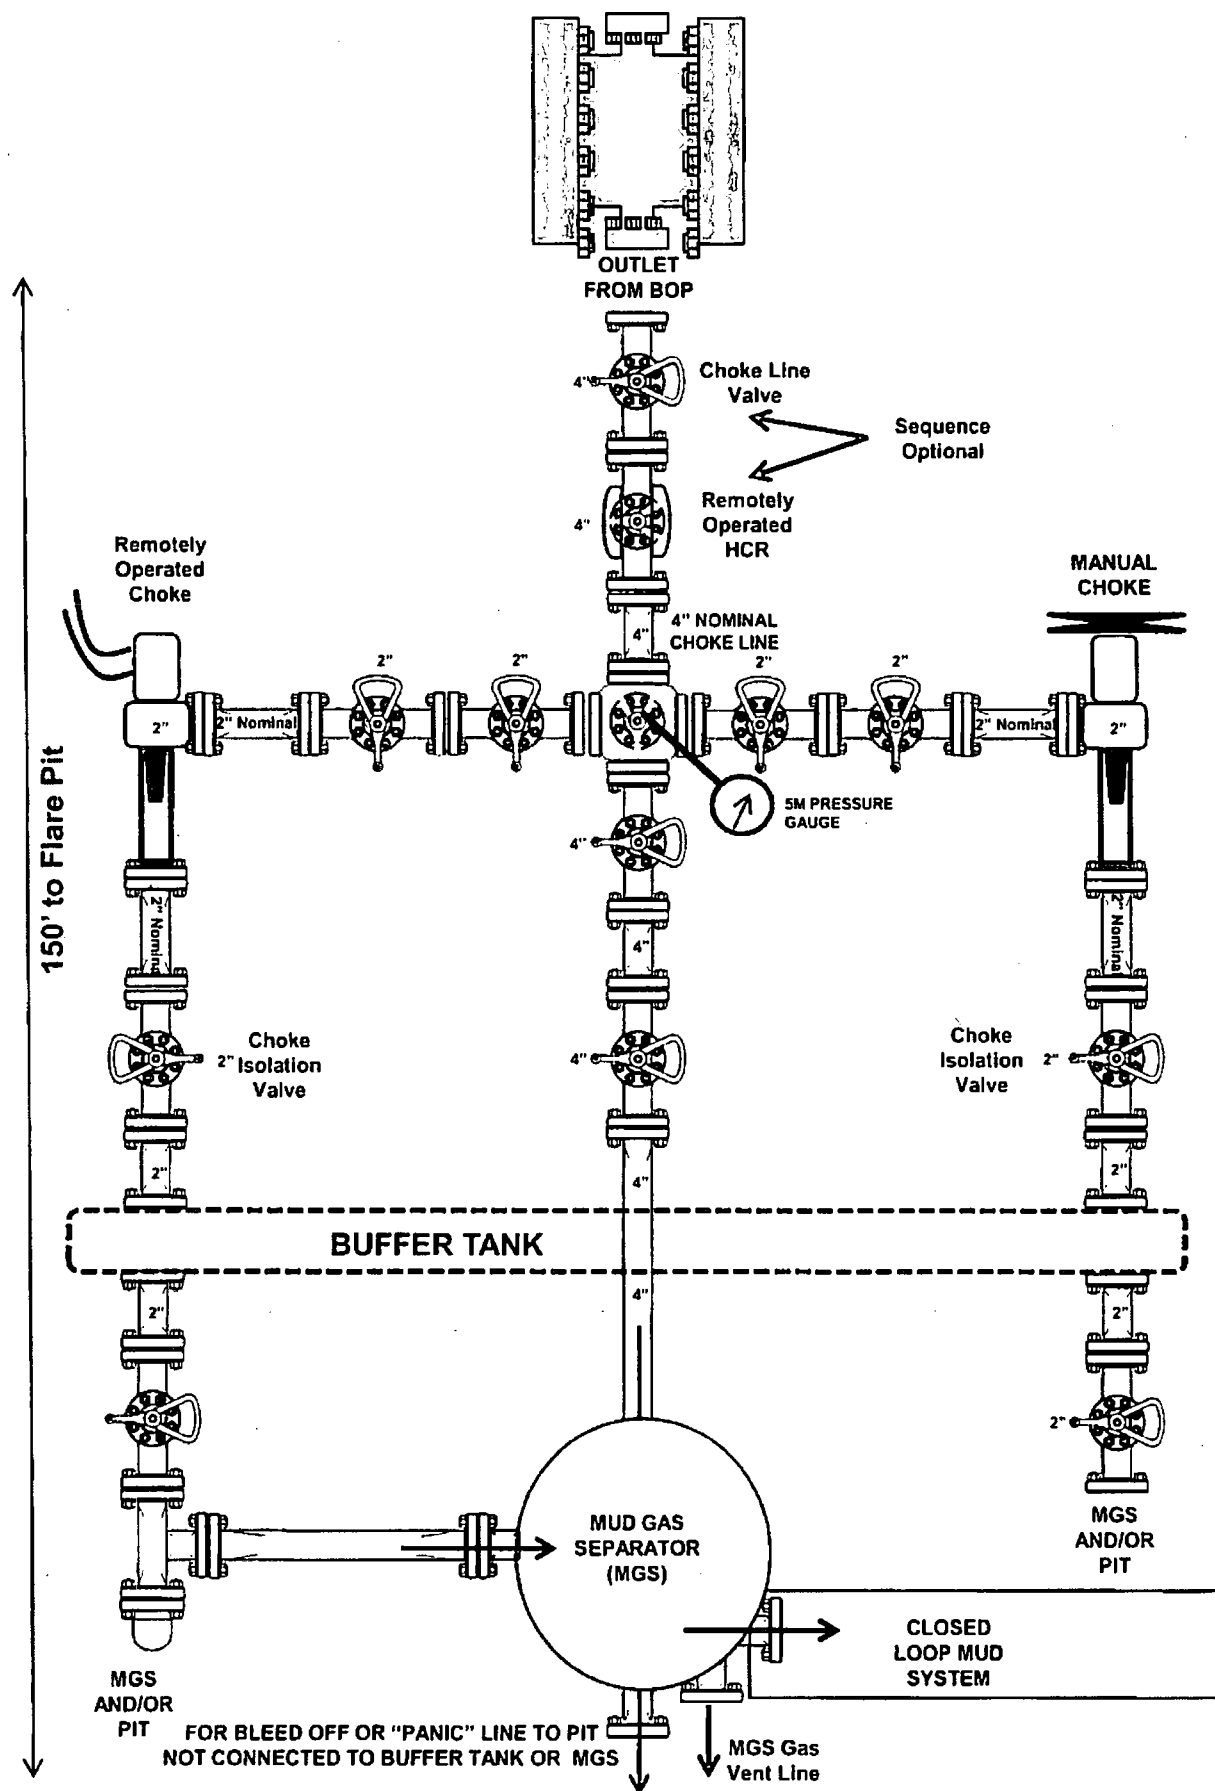 OUTLET
FROM BOP
4"
Choke Line
Valve
Sequence
Optional
4"
Remotely
Operated
HCR
Remotely
Operated
Choke
MANUAL
CHOKE
4"
4" NOMINAL
CHOKE LINE
2"
2"
2"
2"
2"
2" Nominal
2" Nominal
2"
5M PRESSURE
GAUGE
4"
150' to Flare Pit
2" Nominal
4"
2" Nominal
2"
Choke
Isolation
Valve
4"
Choke
Isolation
Valve
2"
2"
4"
2"
BUFFER TANK
2"
4"
2"
2"
MGS
AND/OR
PIT
MUD GAS
SEPARATOR
(MGS)
CLOSED
LOOP MUD
SYSTEM
MGS
AND/OR
PIT
FOR BLEED OFF OR "PANIC" LINE TO PIT
NOT CONNECTED TO BUFFER TANK OR MGS
MGS Gas
Vent Line